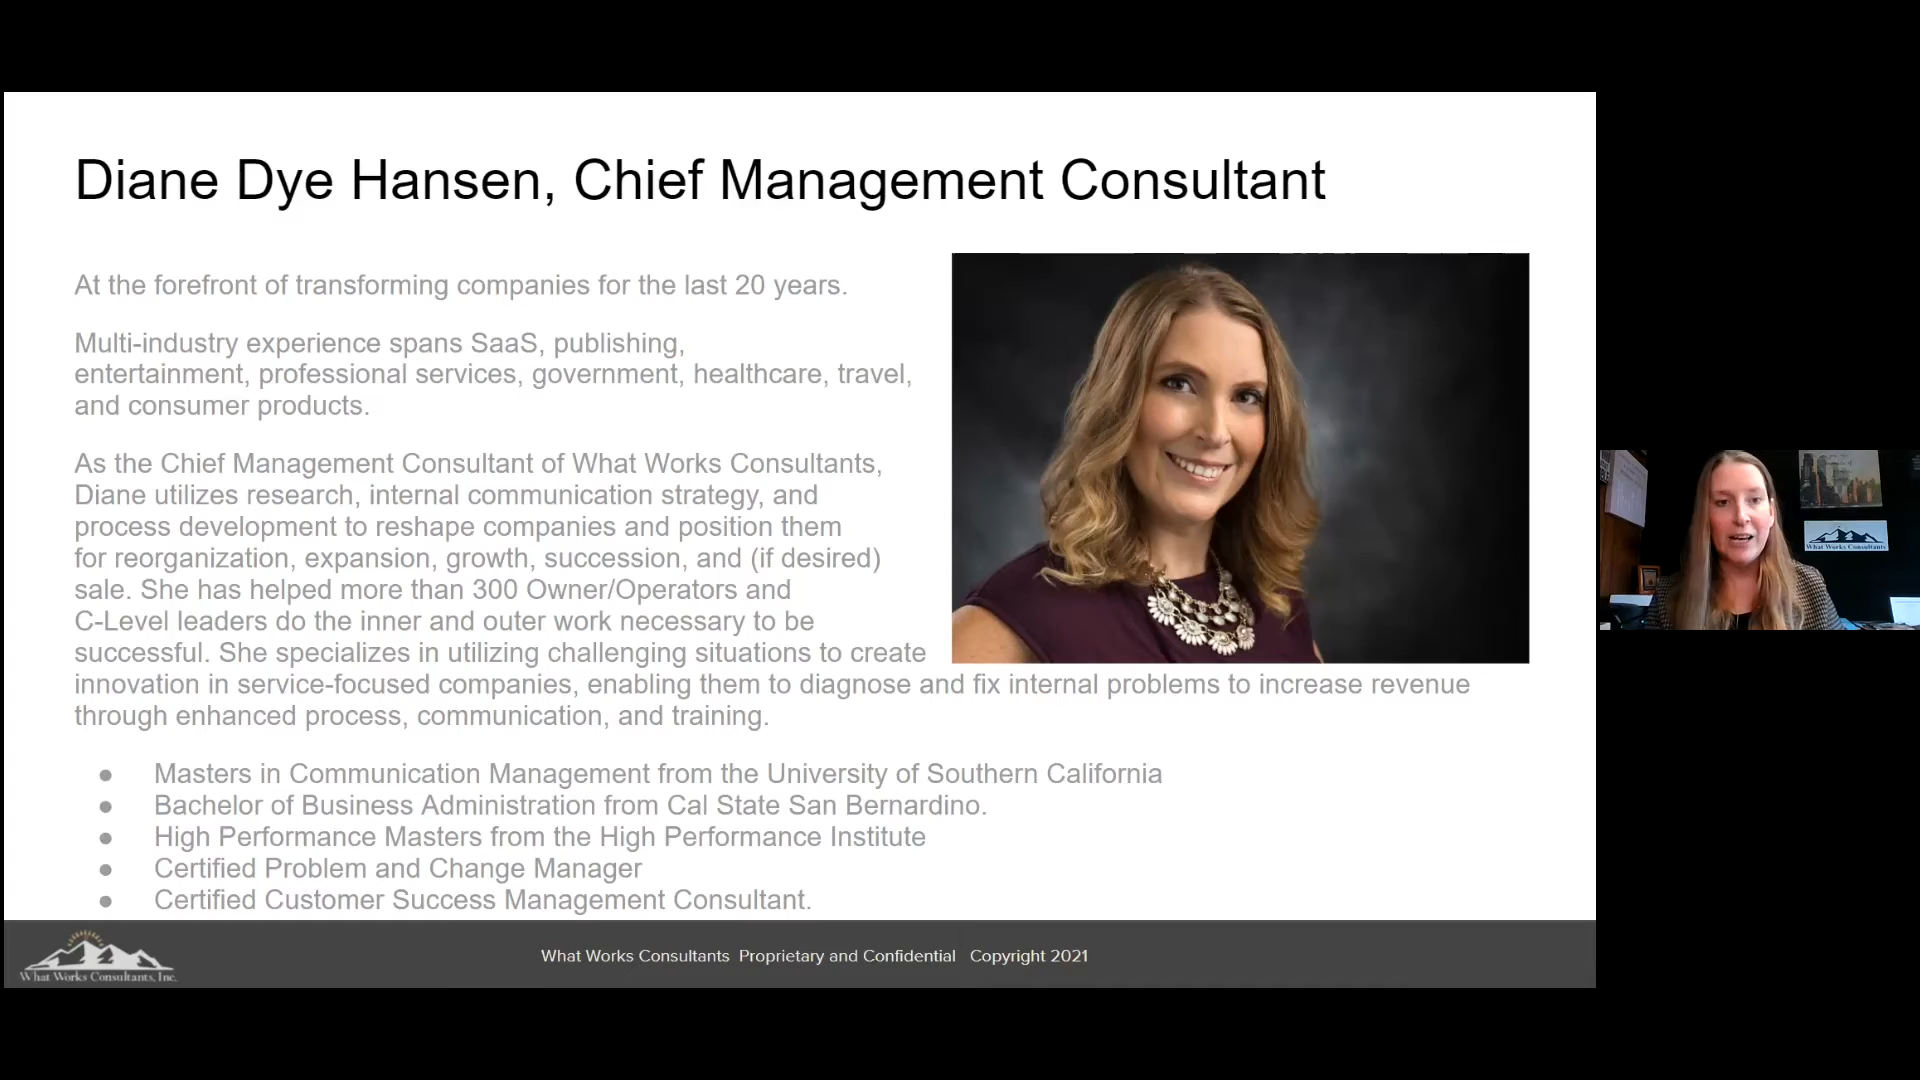 Diane Dye Hansen, Chief Management Consultant
At the forefront of transforming companies for the last 20 years.
Multi-industry experience spans SaaS, publishing,
entertainment, professional services, government, healthcare, travel,
and consumer products.
As the Chief Management Consultant of What Works Consultants,
Diane utilizes research, internal communication strategy, and
process development to reshape companies and position them
for reorganization, expansion, growth, succession, and (if desired)
sale. She has helped more than 300 Owner/Operators and
C-Level leaders do the inner and outer work necessary to be
successful. She specializes in utilizing challenging situations to create
innovation in service-focused companies, enabling them to diagnose and fix internal problems to increase revenue
through enhanced process, communication, and training.
● Masters in Communication Management from the University of Southern California
● Bachelor of Business Administration from Cal State San Bernardino.
● High Performance Masters from the High Performance Institute
● Certified Problem and Change Manager
● Certified Customer Success Management Consultant.
What Works Consultants, Inc.
What Works Consultants Proprietary and Confidential Copyright 2021
What Works Consultants